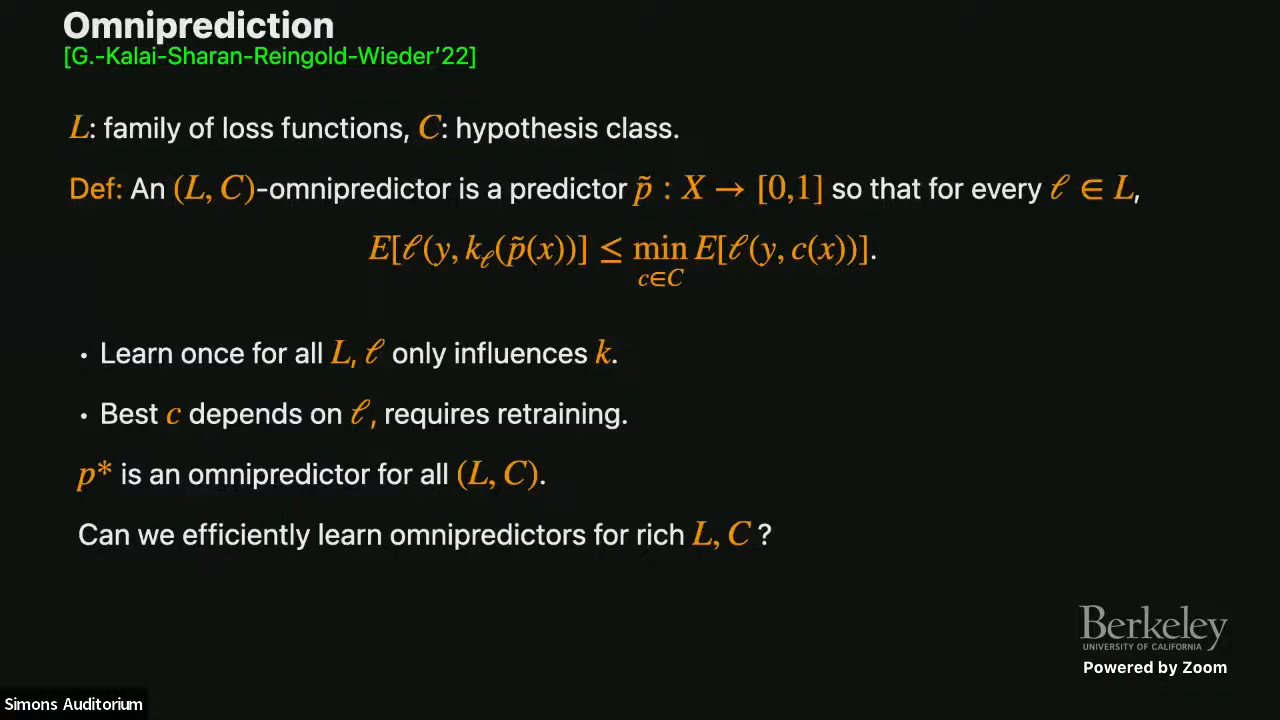 Omniprediction
[G.-Kalai-Sharan-Reingold-Wieder’22]
L: family of loss functions, C: hypothesis class.
Def: An (L, C)-omnipredictor is a predictor p̃ : X → [0,1] so that for every ℓ ∈ L,
E[ℓ(y, kℓ(p̃(x))] ≤ min E[ℓ(y, c(x))].
c∈C
• Learn once for all L, ℓ only influences k.
• Best c depends on ℓ, requires retraining.
p* is an omnipredictor for all (L, C).
Can we efficiently learn omnipredictors for rich L, C ?
Berkeley
UNIVERSITY OF CALIFORNIA
Powered by Zoom
Simons Auditorium